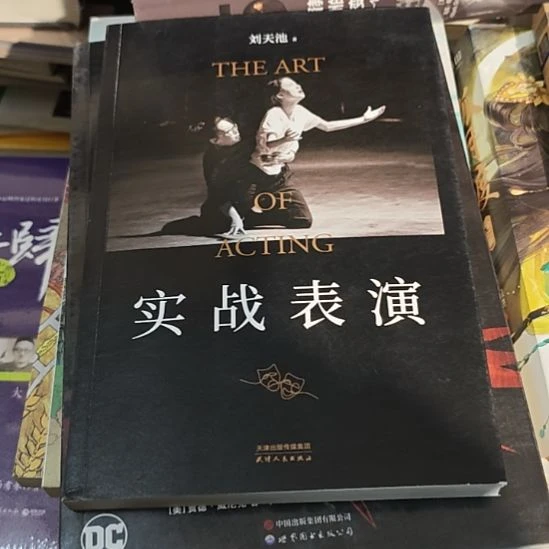 刘天池 著
THE ART
OF
ACTING
实战表演
天津出版传媒集团
天津人民出版社
DC
中国出版集团有限公司
世界图书出版公司